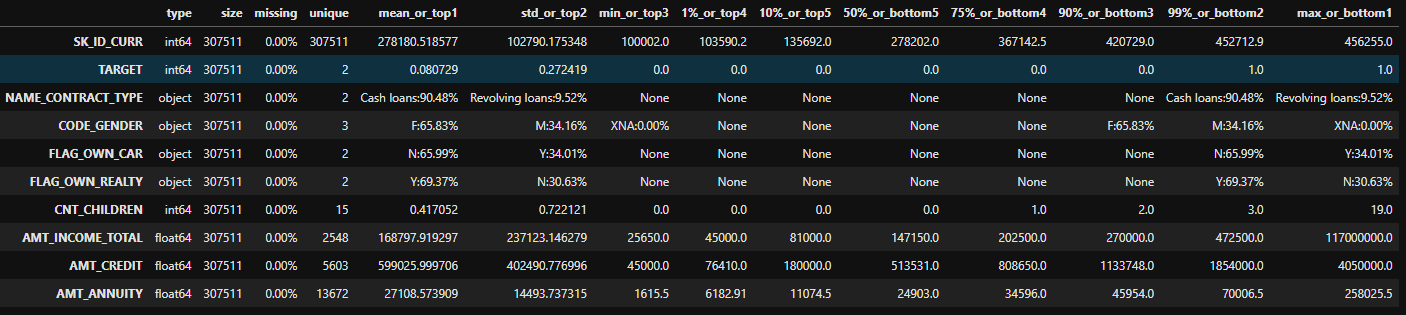 type size missing unique mean_or_top1 std_or_top2 min_or_top3 1%_or_top4 10%_or_top5 50%_or_bottom5 75%_or_bottom4 90%_or_bottom3 99%_or_bottom2 max_or_bottom1
SK_ID_CURR int64 307511 0.00% 307511 278180.518577 102790.175348 100002.0 103590.2 135692.0 278202.0 367142.5 420729.0 452712.9 456255.0
TARGET int64 307511 0.00% 2 0.080729 0.272419 0.0 0.0 0.0 0.0 0.0 0.0 1.0 1.0
NAME_CONTRACT_TYPE object 307511 0.00% 2 Cash loans:90.48% Revolving loans:9.52% None None None None None None Cash loans:90.48% Revolving loans:9.52%
CODE_GENDER object 307511 0.00% 3 F:65.83% M:34.16% XNA:0.00% None None None None F:65.83% M:34.16% XNA:0.00%
FLAG_OWN_CAR object 307511 0.00% 2 N:65.99% Y:34.01% None None None None None None N:65.99% Y:34.01%
FLAG_OWN_REALTY object 307511 0.00% 2 Y:69.37% N:30.63% None None None None None None Y:69.37% N:30.63%
CNT_CHILDREN int64 307511 0.00% 15 0.417052 0.722121 0.0 0.0 0.0 0.0 1.0 2.0 3.0 19.0
AMT_INCOME_TOTAL float64 307511 0.00% 2548 168797.919297 237123.146279 25650.0 45000.0 81000.0 147150.0 202500.0 270000.0 472500.0 117000000.0
AMT_CREDIT float64 307511 0.00% 5603 599025.999706 402490.776996 45000.0 76410.0 180000.0 513531.0 808650.0 1133748.0 1854000.0 4050000.0
AMT_ANNUITY float64 307511 0.00% 13672 27108.573909 14493.737315 1615.5 6182.91 11074.5 24903.0 34596.0 45954.0 70006.5 258025.5